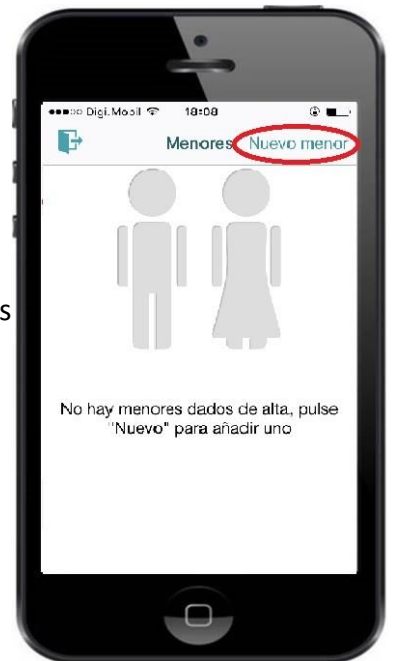 Digi.Mobil 18:08
Menores Nuevo menor
s
No hay menores dados de alta, pulse
"Nuevo" para añadir uno